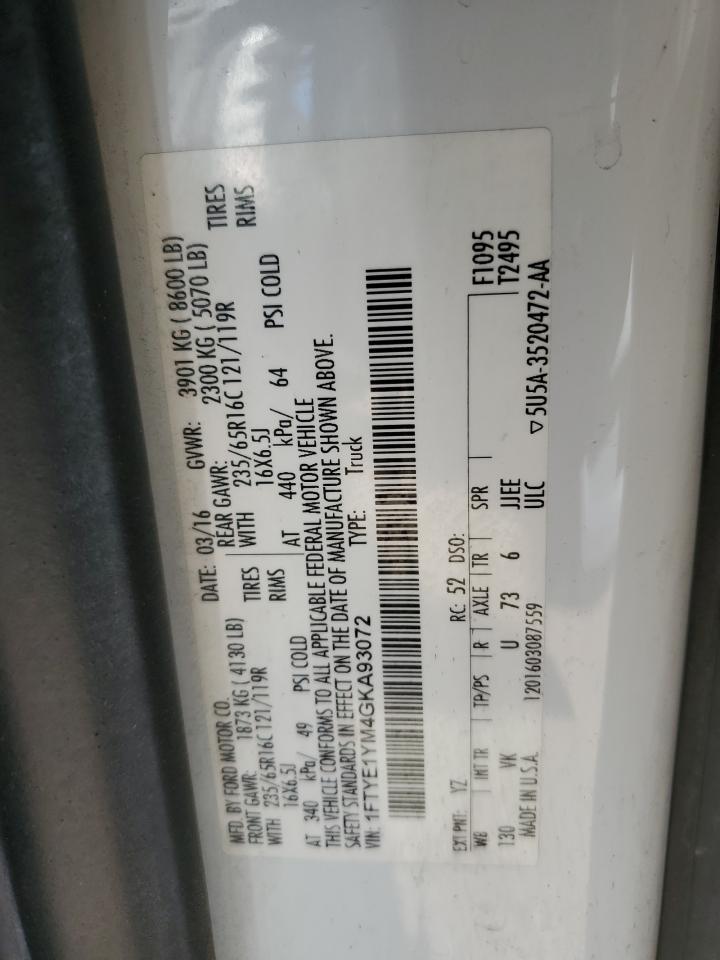 MFD. BY FORD MOTOR CO.
DATE: 03/16 GVWR: 3901 KG ( 8600 LB)
FRONT GAWR: 1873 KG ( 4130 LB) REAR GAWR: 2300 KG ( 5070 LB)
WITH 235/65R16C 121/119R TIRES WITH 235/65R16C 121/119R TIRES
16X6.5J RIMS 16X6.5J RIMS
AT 340 kPa/ 49 PSI COLD AT 440 kPa/ 64 PSI COLD
THIS VEHICLE CONFORMS TO ALL APPLICABLE FEDERAL MOTOR VEHICLE
SAFETY STANDARDS IN EFFECT ON THE DATE OF MANUFACTURE SHOWN ABOVE.
VIN: 1FTYE1YM4GKA93072 TYPE: Truck
EXT PNT: YZ RC: 52 DSO:
WB INT TR TP/PS R AXLE TR SPR F1095
130 VK U 73 6 JJEE T2495
MADE IN U.S.A. 1201603087559 ULC ▽5U5A-3520472-AA